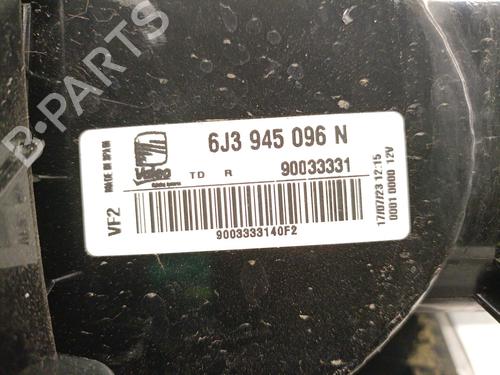 B-PARTS
6J3 945 096 N
Valeo
TD R 90033331
9003333140F2
VF2
MADE IN SPAIN
17/07/23 12:15
0001 0000 12V